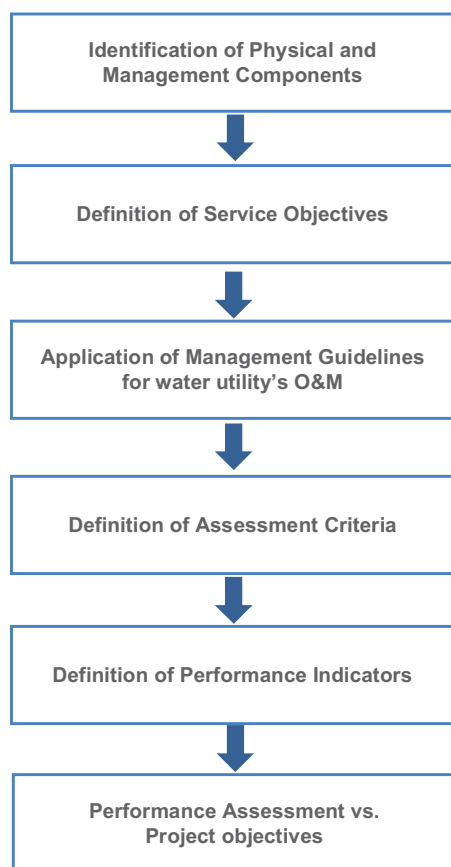 Identification of Physical and
Management Components
Definition of Service Objectives
Application of Management Guidelines
for water utility's O&M
Definition of Assessment Criteria
Definition of Performance Indicators
Performance Assessment vs.
Project objectives